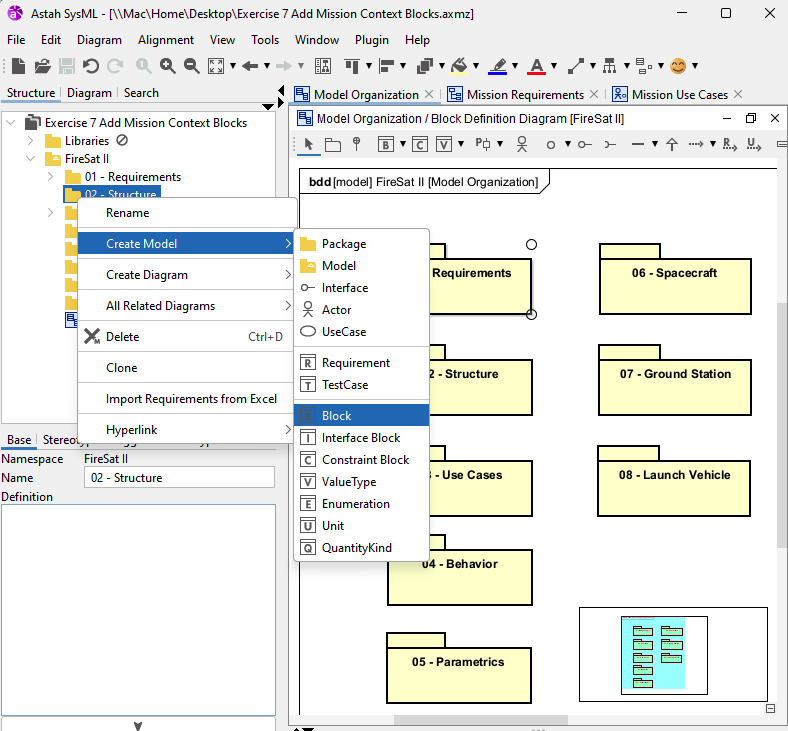 Astah SysML - [\\Mac\Home\Desktop\Exercise 7 Add Mission Context Blocks.axmz]
File Edit Diagram Alignment View Tools Window Plugin Help
Structure Diagram Search
Model Organization Mission Requirements Mission Use Cases
Exercise 7 Add Mission Context Blocks
Libraries
FireSat II
01 - Requirements
02 - Structure
Rename
Create Model
Create Diagram
All Related Diagrams
Delete Ctrl+D
Clone
Import Requirements from Excel
Hyperlink
Package
Model
Interface
Actor
UseCase
R Requirement
T TestCase
Block
I Interface Block
C Constraint Block
V ValueType
E Enumeration
U Unit
Q QuantityKind
Base Stereo
Namespace FireSat II
Name 02 - Structure
Definition
Model Organization / Block Definition Diagram [FireSat II]
B C V P R U
bdd [model] FireSat II [Model Organization]
Requirements
06 - Spacecraft
2 - Structure
07 - Ground Station
- Use Cases
08 - Launch Vehicle
04 - Behavior
05 - Parametrics